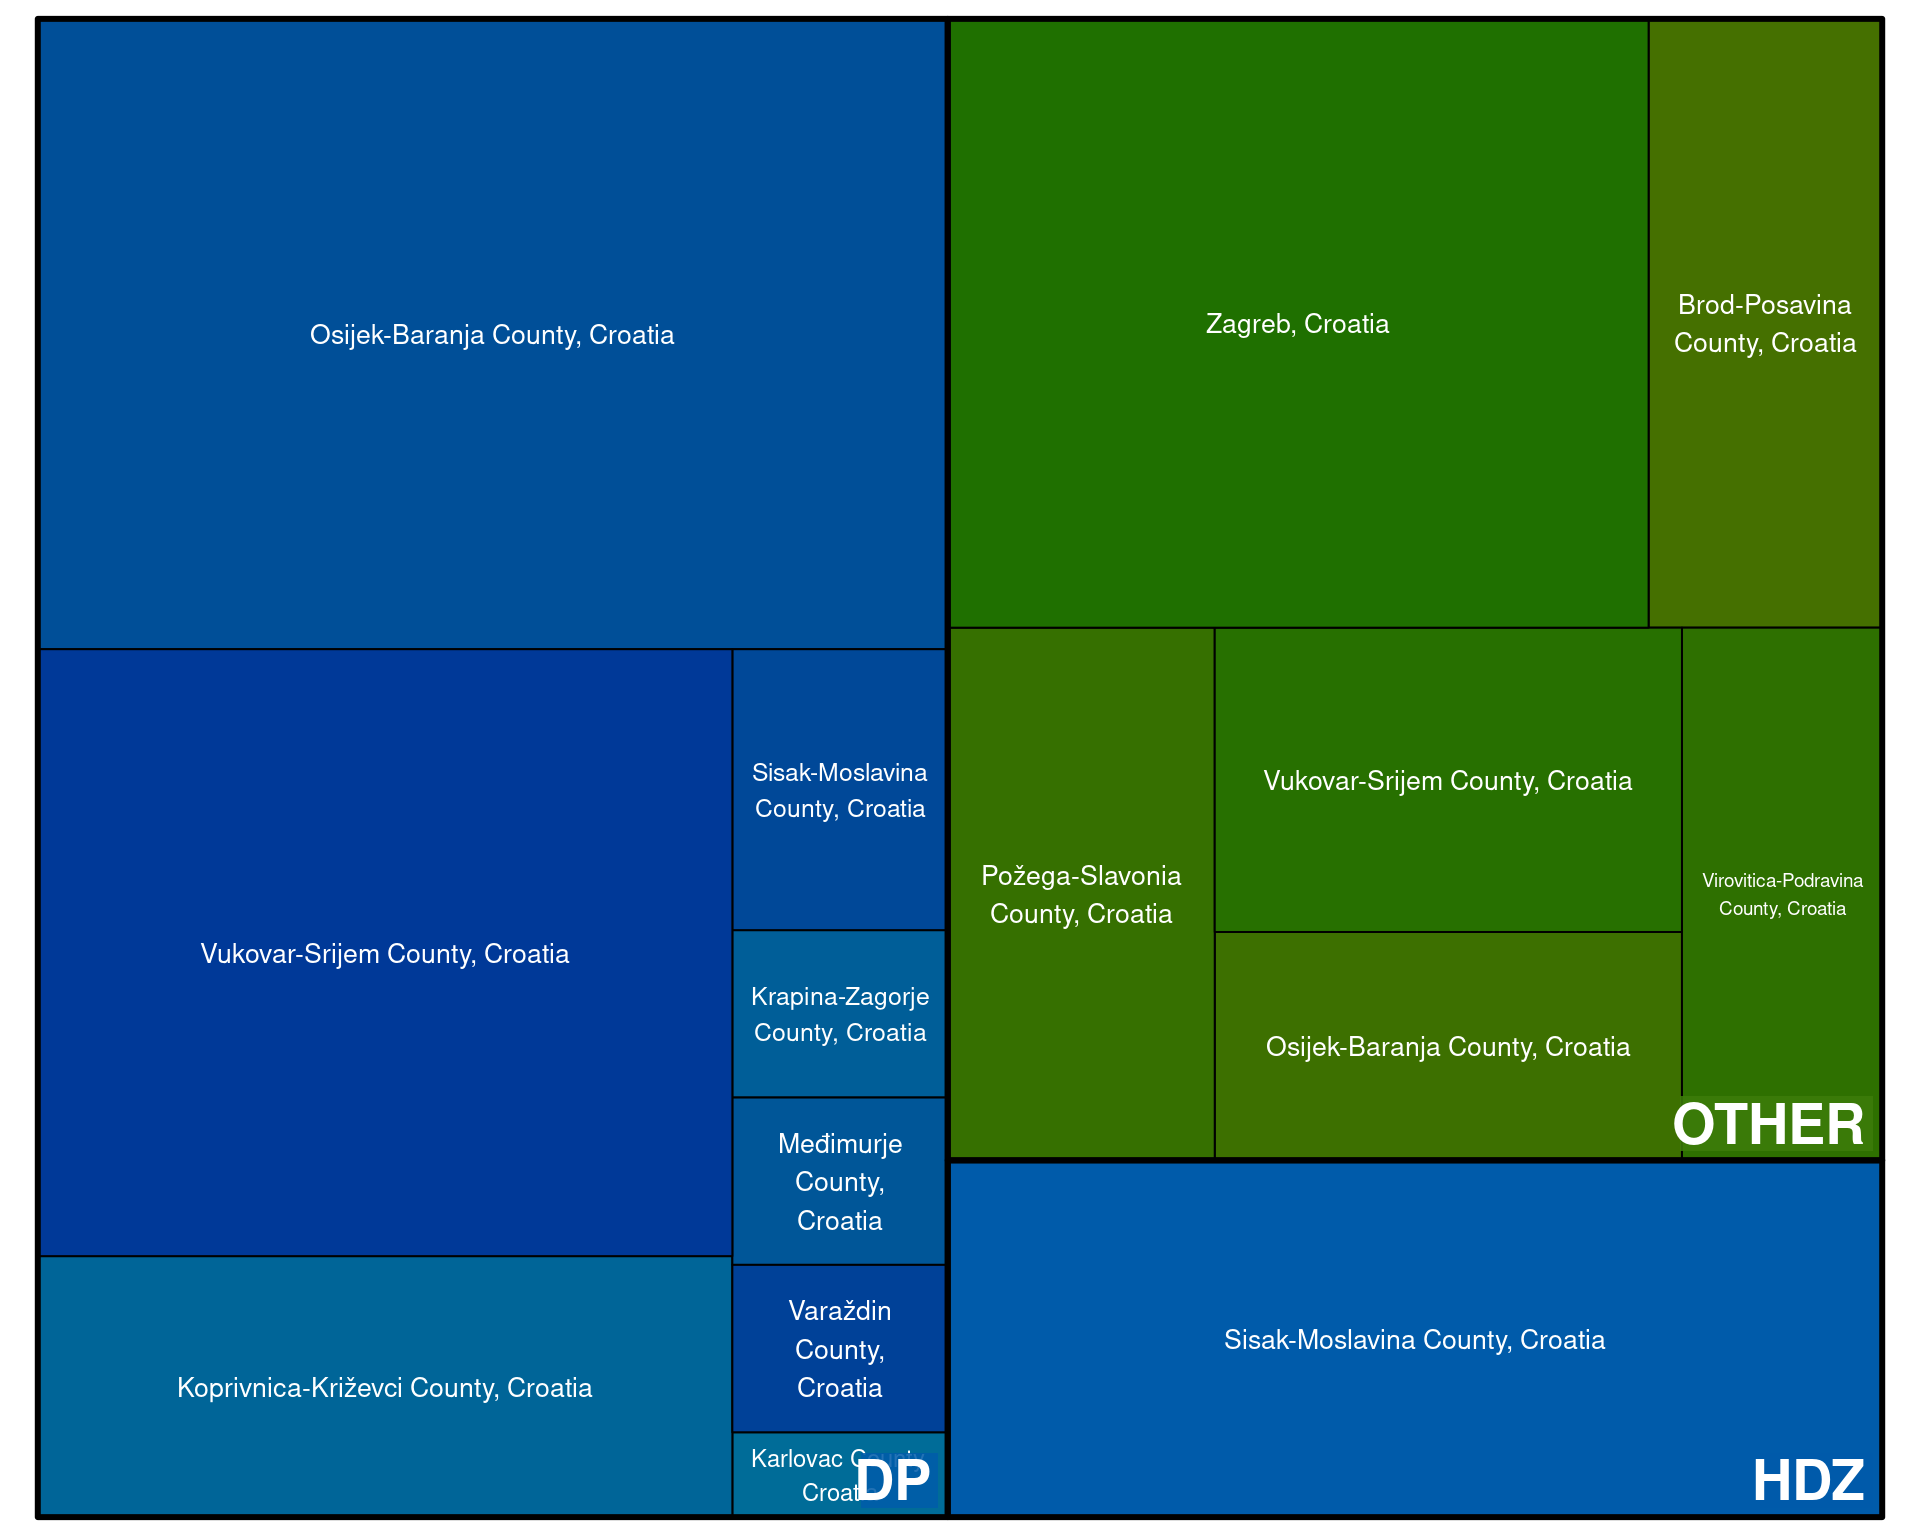 Osijek-Baranja County, Croatia
Vukovar-Srijem County, Croatia
Sisak-Moslavina
County, Croatia
Krapina-Zagorje
County, Croatia
Međimurje
County,
Croatia
Varaždin
County,
Croatia
Koprivnica-Križevci County, Croatia
Karlovac County,
Croatia
DP
Zagreb, Croatia
Brod-Posavina
County, Croatia
Požega-Slavonia
County, Croatia
Vukovar-Srijem County, Croatia
Osijek-Baranja County, Croatia
Virovitica-Podravina
County, Croatia
OTHER
Sisak-Moslavina County, Croatia
HDZ